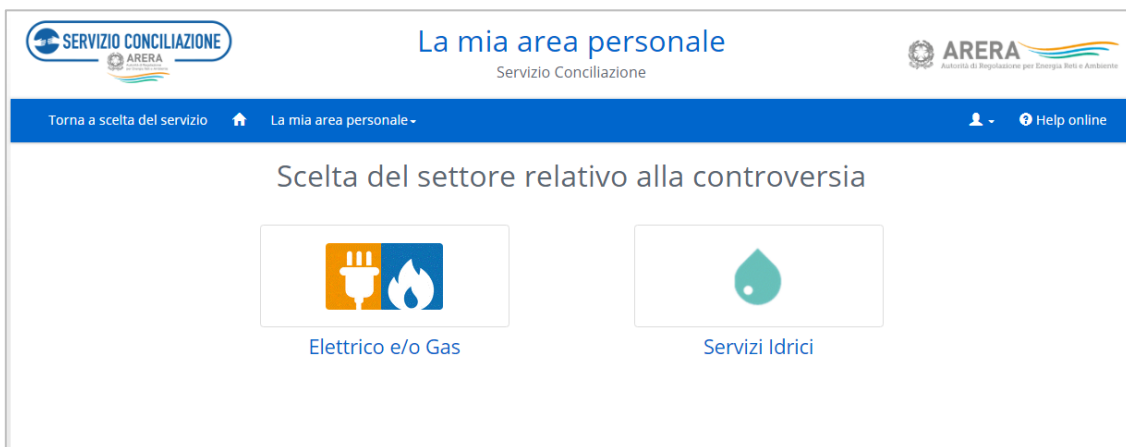 SERVIZIO CONCILIAZIONE
ARERA
La mia area personale
Servizio Conciliazione
ARERA
Autorità di Regolazione per Energia Reti e Ambiente
Torna a scelta del servizio
La mia area personale
Help online
Scelta del settore relativo alla controversia
Elettrico e/o Gas
Servizi Idrici